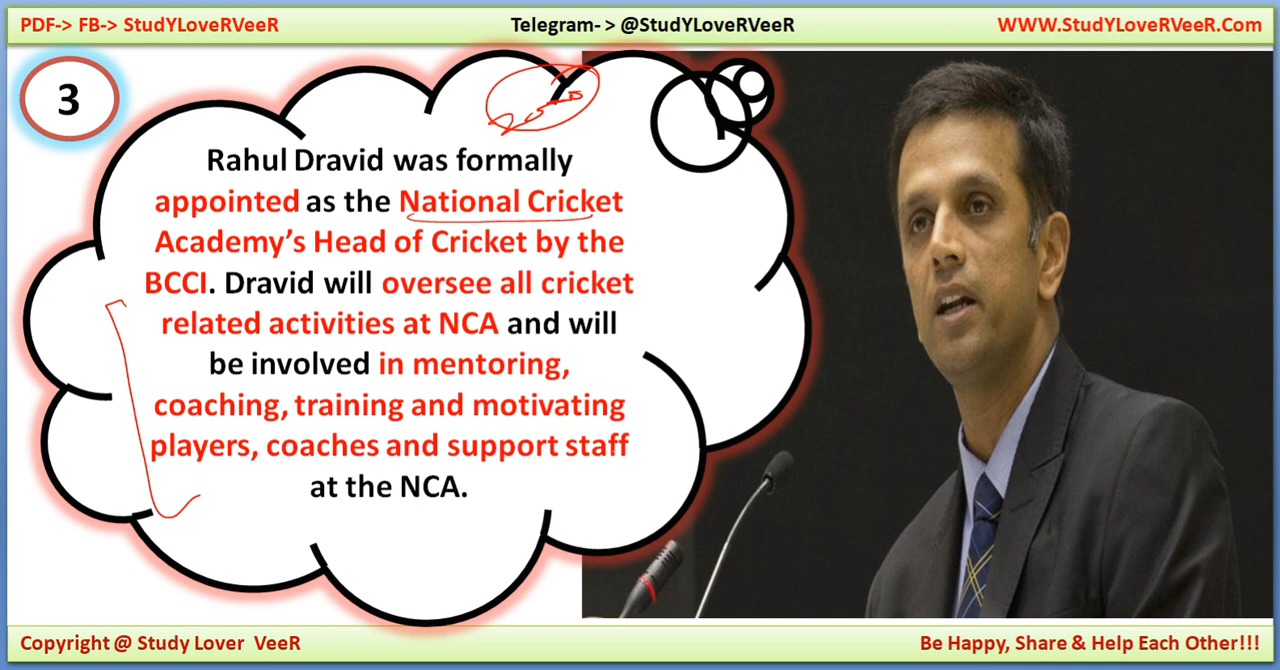 PDF-> FB-> StudYLoveRVeeR
Telegram- > @StudYLoveRVeeR
WWW.StudYLoveRVeeR.Com
3
Rahul Dravid was formally
appointed as the National Cricket
Academy’s Head of Cricket by the
BCCI. Dravid will oversee all cricket
related activities at NCA and will
be involved in mentoring,
coaching, training and motivating
players, coaches and support staff
at the NCA.
Copyright @ Study Lover VeeR
Be Happy, Share & Help Each Other!!!